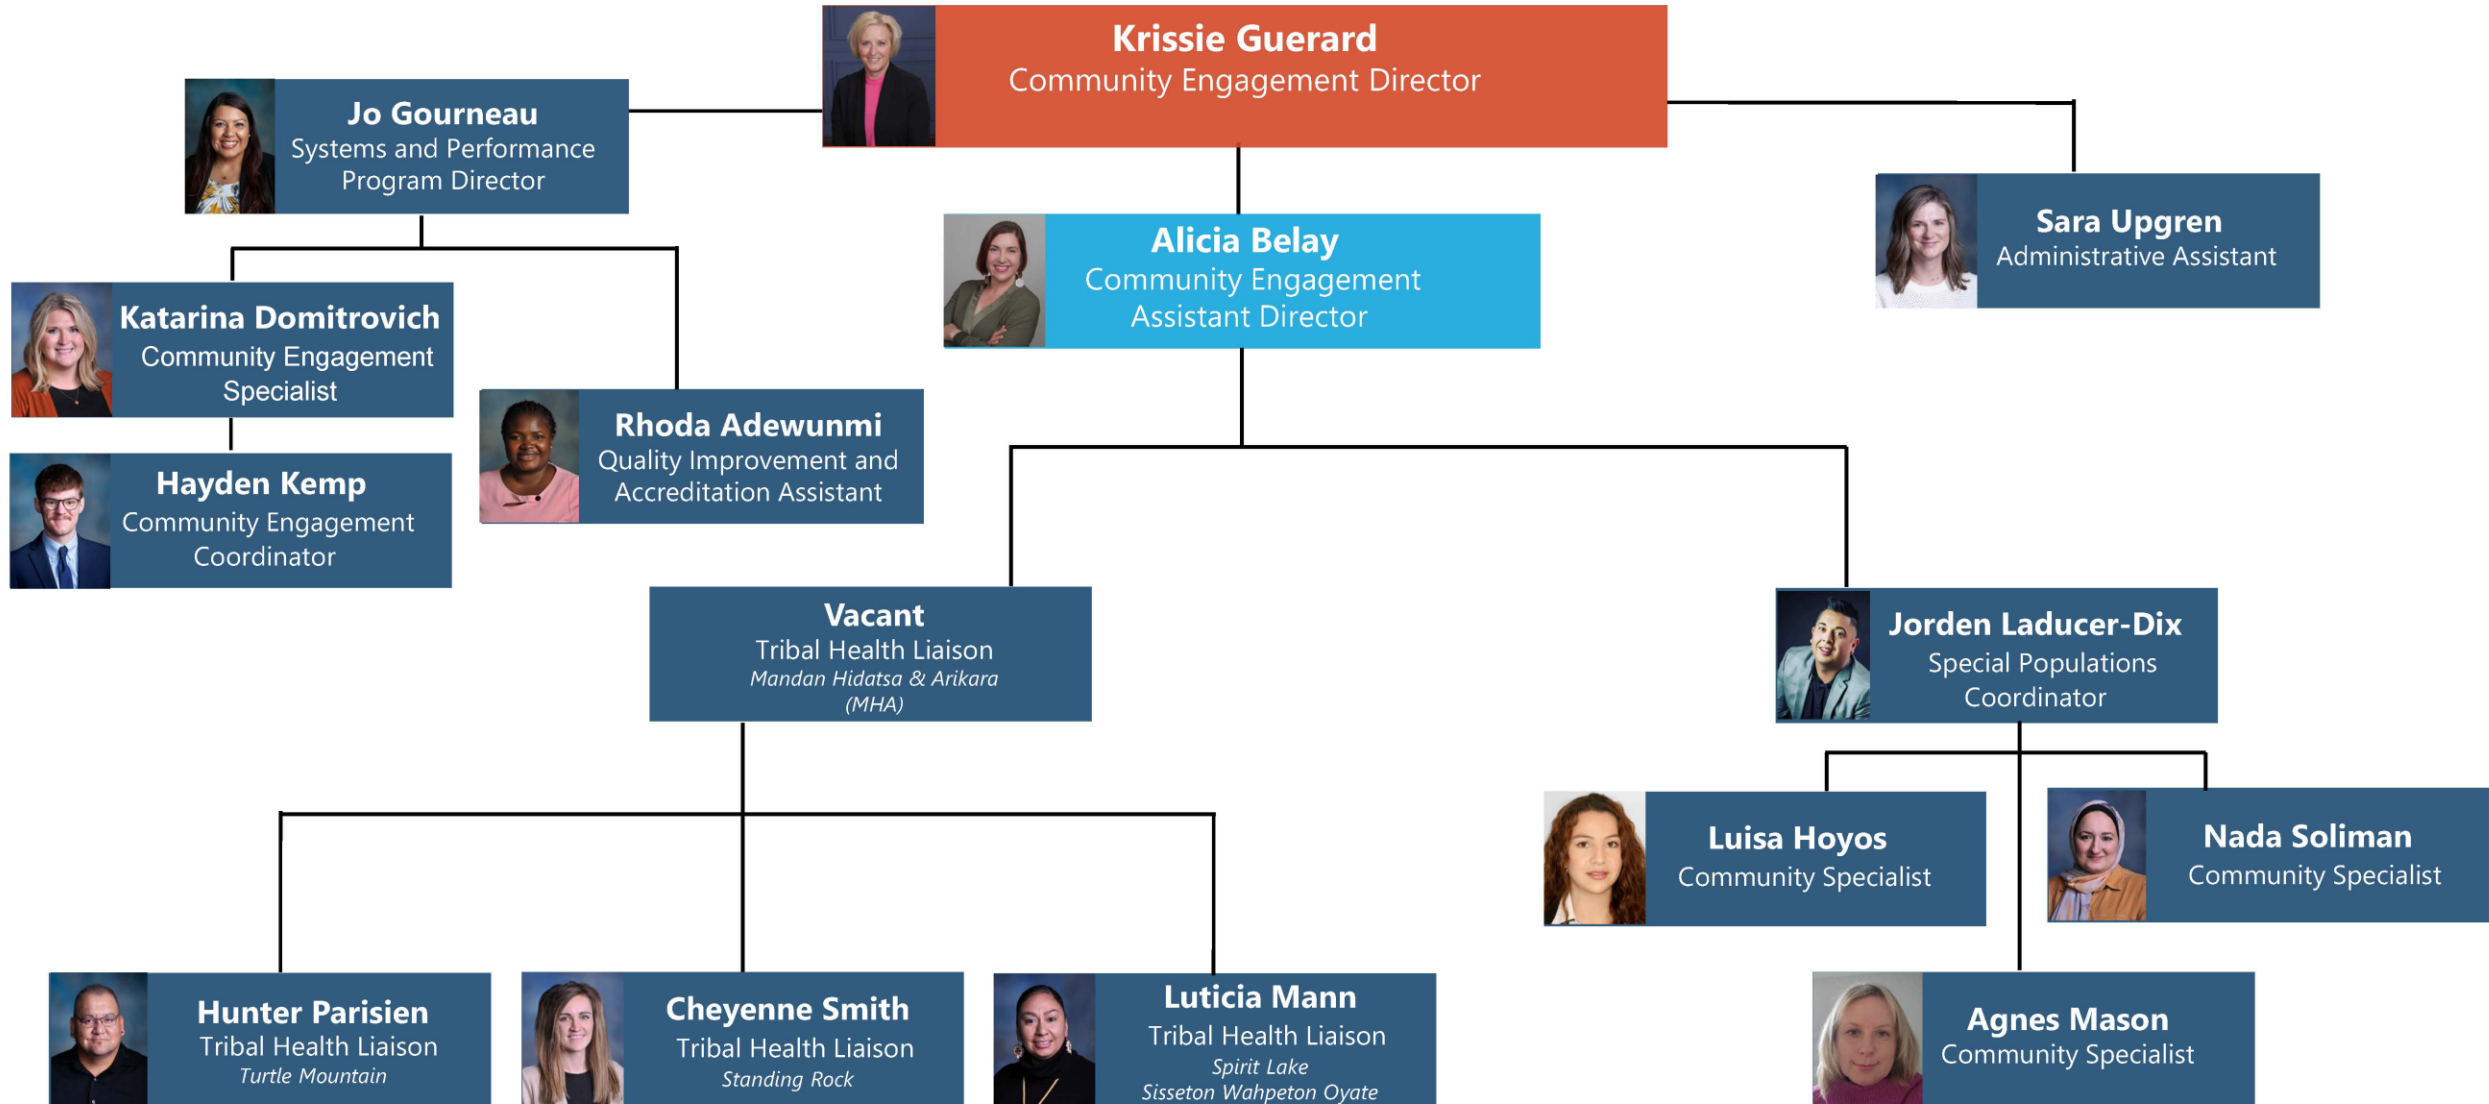 Krissie Guerard
Community Engagement Director
Jo Gourneau
Systems and Performance
Program Director
Alicia Belay
Community Engagement
Assistant Director
Sara Upgren
Administrative Assistant
Katarina Domitrovich
Community Engagement
Specialist
Rhoda Adewunmi
Quality Improvement and
Accreditation Assistant
Hayden Kemp
Community Engagement
Coordinator
Vacant
Tribal Health Liaison
Mandan Hidatsa & Arikara
(MHA)
Jorden Laducer-Dix
Special Populations
Coordinator
Luisa Hoyos
Community Specialist
Nada Soliman
Community Specialist
Hunter Parisien
Tribal Health Liaison
Turtle Mountain
Cheyenne Smith
Tribal Health Liaison
Standing Rock
Luticia Mann
Tribal Health Liaison
Spirit Lake
Sisseton Wahpeton Oyate
Agnes Mason
Community Specialist